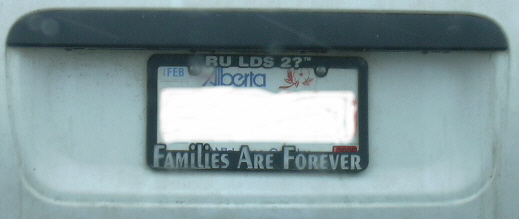 RU LDS 2?™
FEB
Alberta
FAMILIES ARE FOREVER